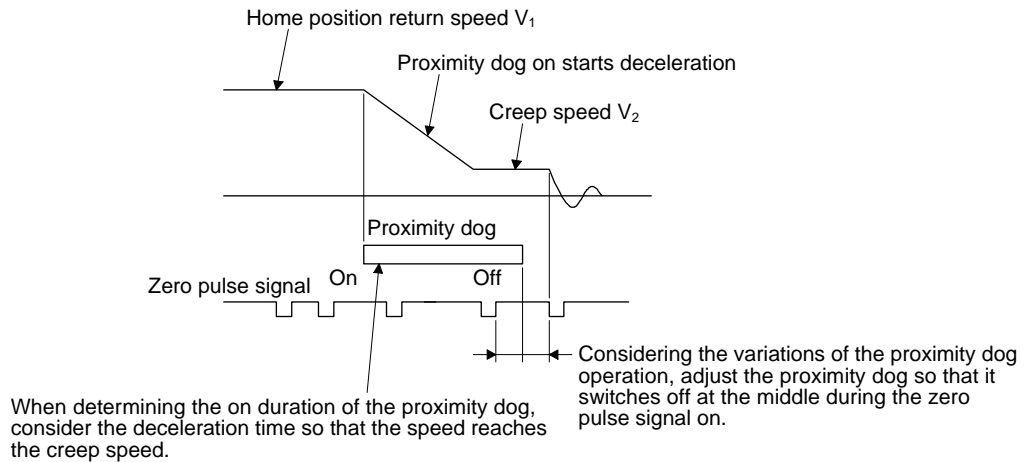 Home position return speed V₁
Proximity dog on starts deceleration
Creep speed V₂
Proximity dog
On
Off
Zero pulse signal
Considering the variations of the proximity dog
operation, adjust the proximity dog so that it
switches off at the middle during the zero
pulse signal on.
When determining the on duration of the proximity dog,
consider the deceleration time so that the speed reaches
the creep speed.